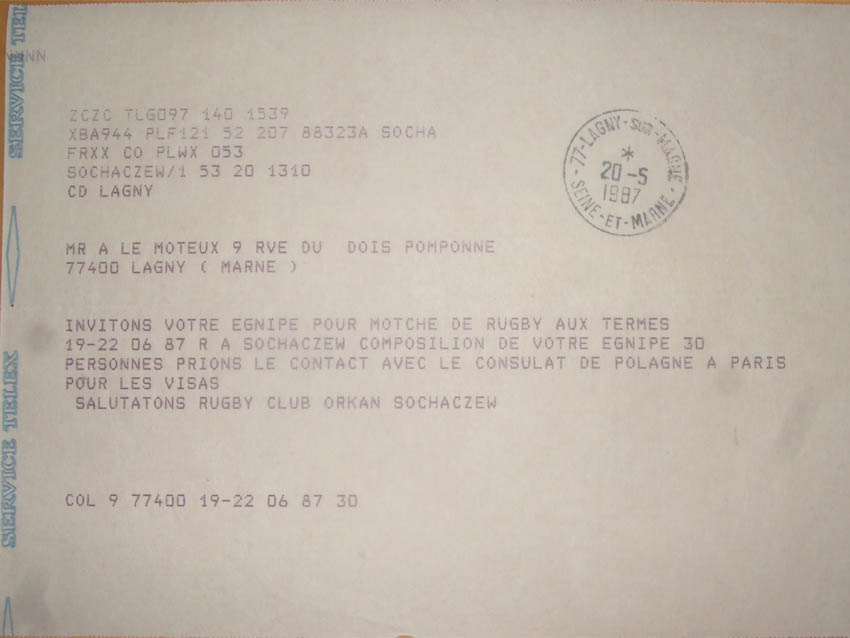 SERVICE TELEX
VNNN
ZCZC TLG097 140 1539
XBA944 PLF121 52 207 88323A SOCHA
FRXX CO PLWX 053
SOCHACZEW/1 53 20 1310
CD LAGNY
77-LAGNY-SUR-MARNE
*
20-5
1987
SEINE-ET-MARNE
MR A LE MOTEUX 9 RVE DU DOIS POMPONNE
77400 LAGNY ( MARNE )
INVITONS VOTRE EGNIPE POUR MOTCHE DE RUGBY AUX TERMES
19-22 06 87 R A SOCHACZEW COMPOSILION DE VOTRE EGNIPE 30
PERSONNES PRIONS LE CONTACT AVEC LE CONSULAT DE POLAGNE A PARIS
POUR LES VISAS
SALUTATONS RUGBY CLUB ORKAN SOCHACZEW
SERVICE TELEX
COL 9 77400 19-22 06 87 30